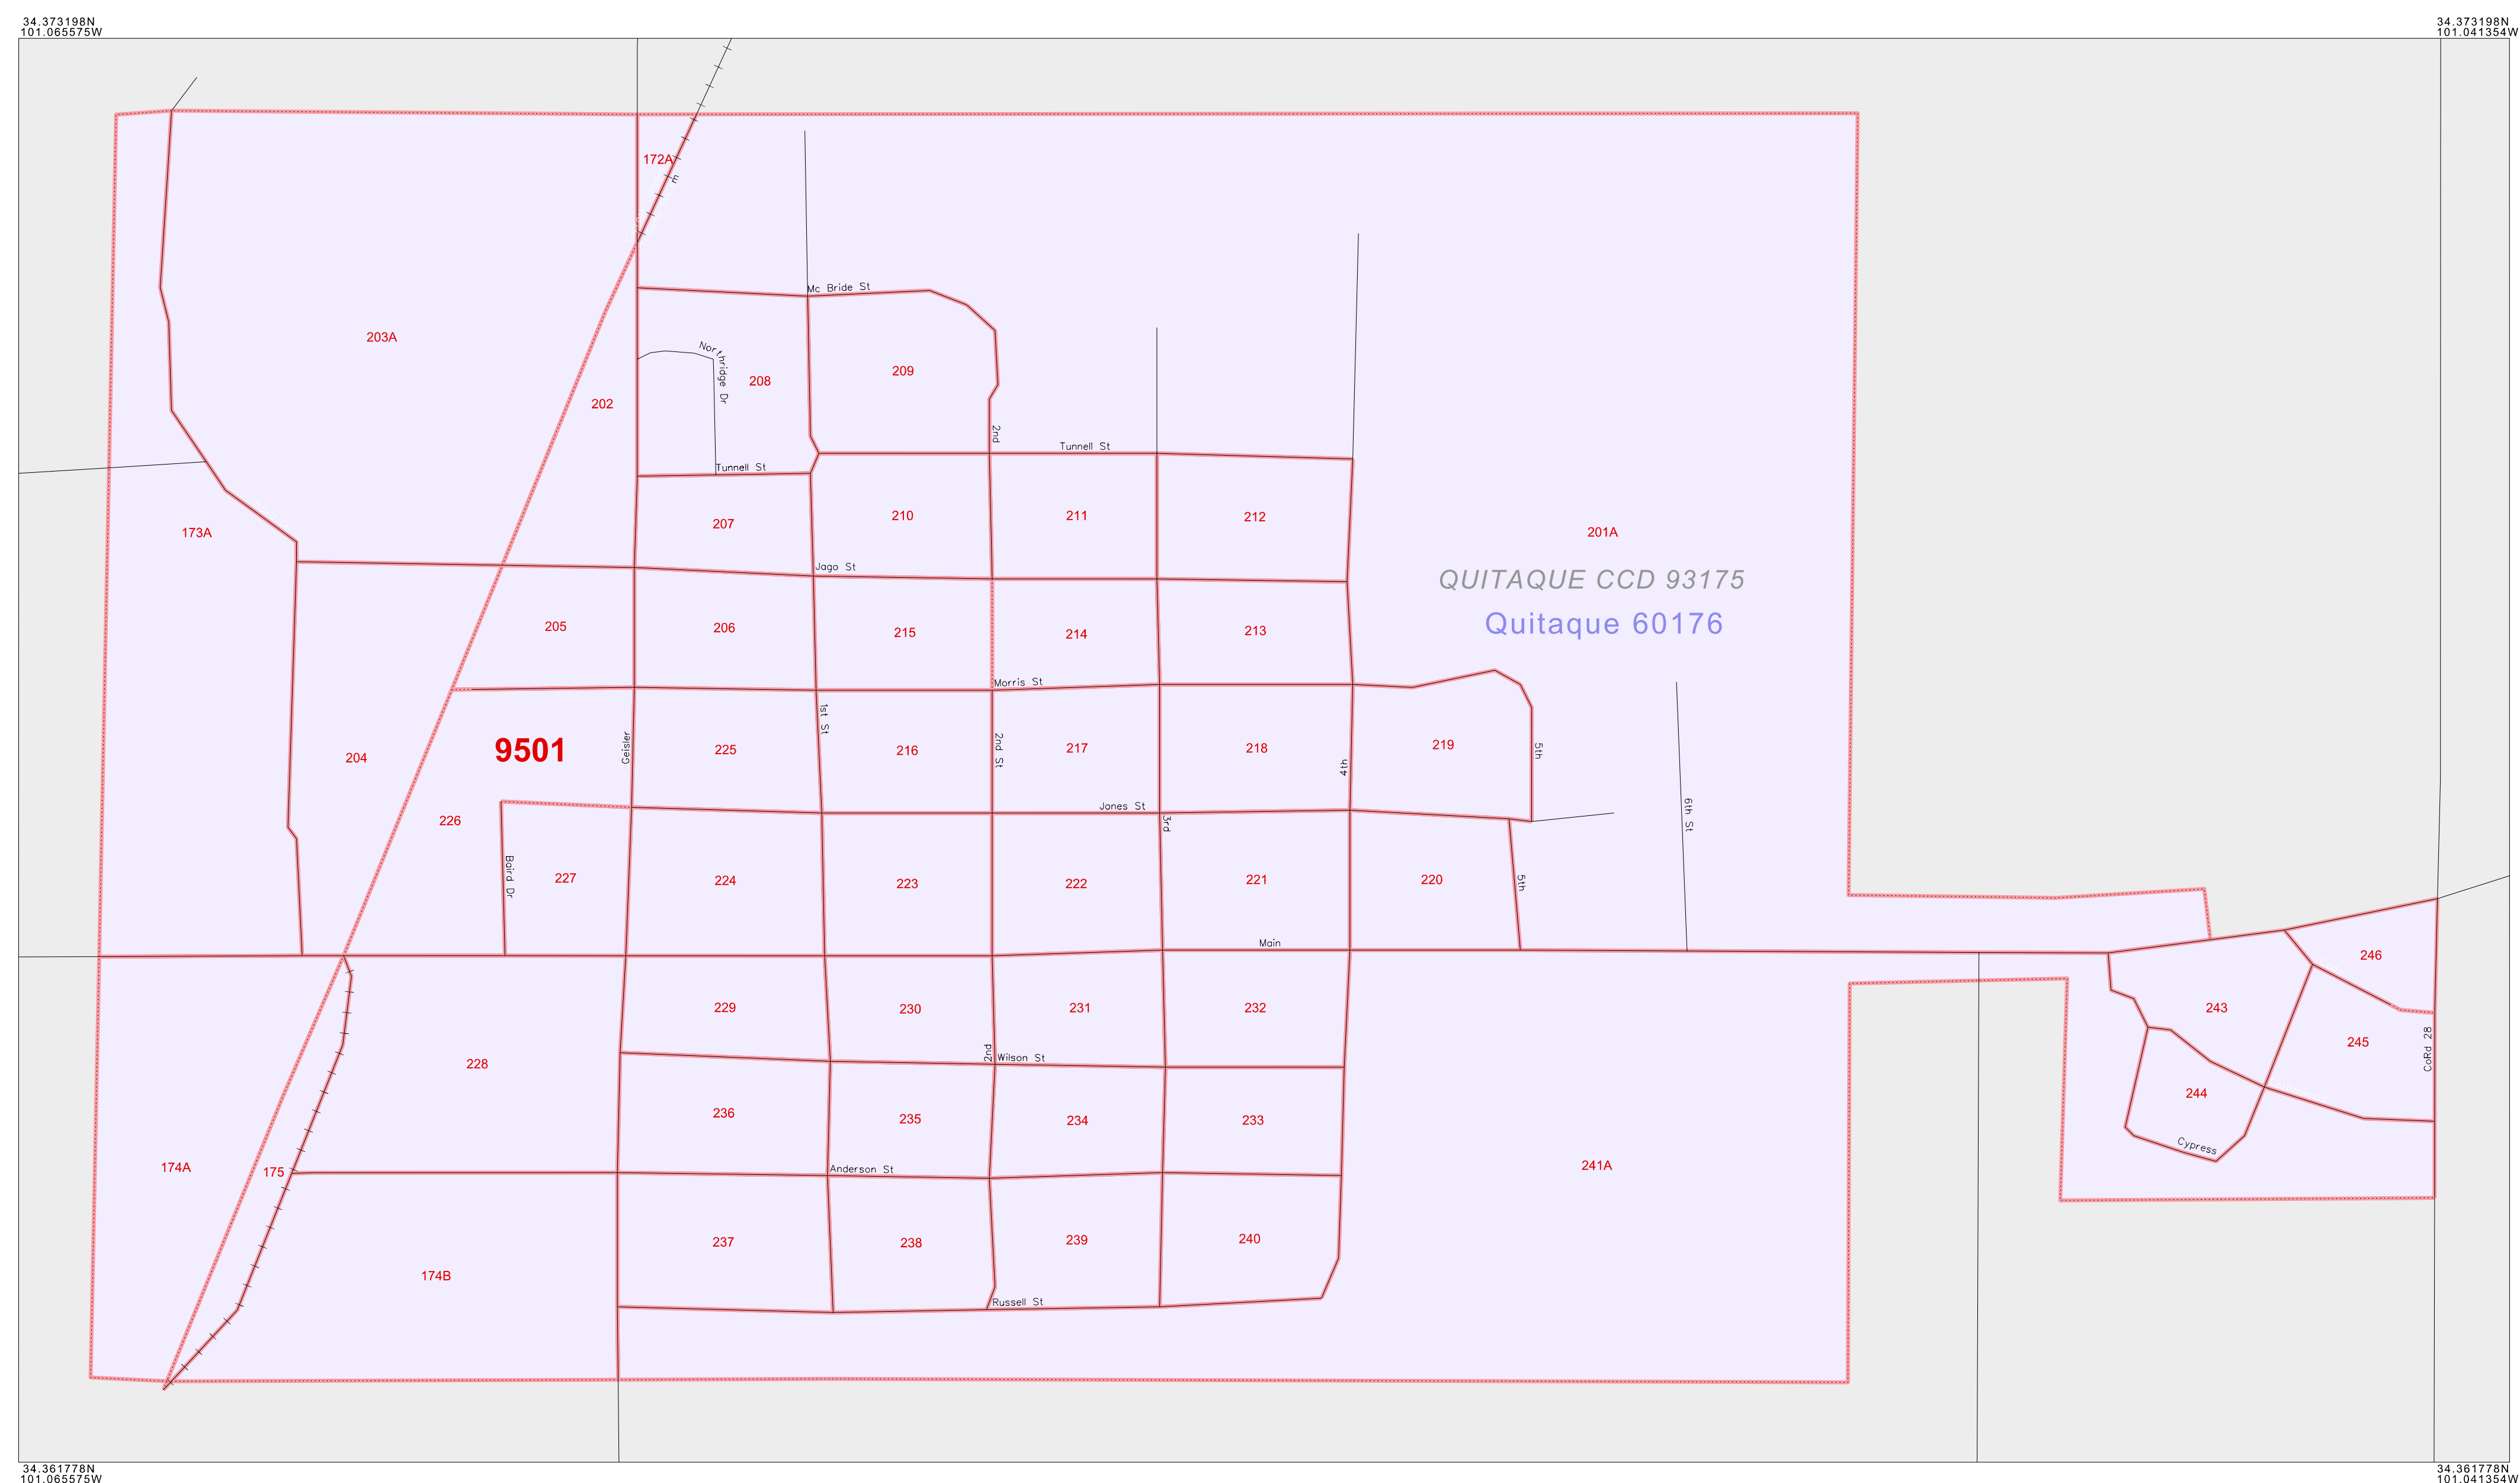 34.373198N
101.065575W
34.373198N
101.041354W
172A
E
Mc Bride St
203A
Northridge Dr
208
209
202
2nd
Tunnell St
Tunnell St
173A
207
210
211
212
201A
Jago St
QUITAQUE CCD 93175
Quitaque 60176
205
206
215
214
213
Morris St
1st St
Geisler
9501
204
225
216
2nd St
217
218
4th
219
5th
226
Jones St
3rd
6th St
Baird Dr
227
224
223
222
221
220
5th
Main
246
229
230
231
232
243
228
2nd
Wilson St
245
CoRd 28
236
235
234
233
244
Cypress
174A
175
Anderson St
241A
237
238
239
240
174B
Russell St
34.361778N
101.065575W
34.361778N
101.041354W